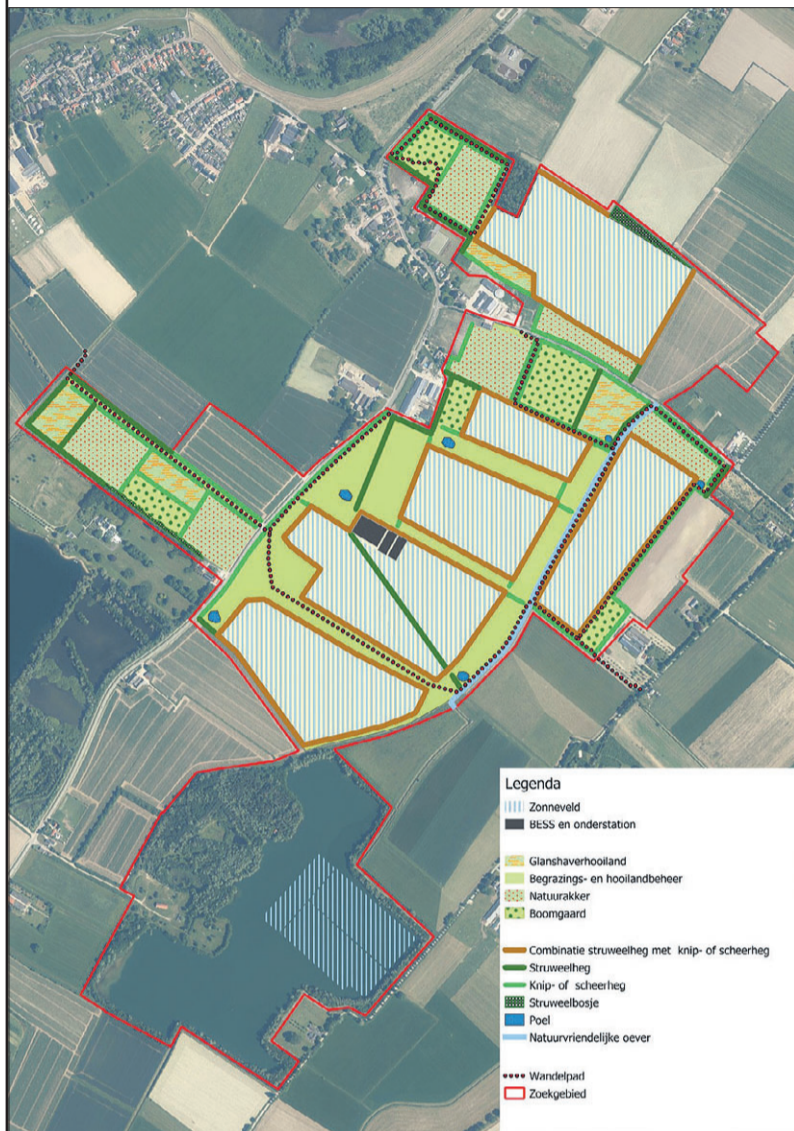 Legenda
Zonneveld
BESS en onderstation
Glanshaverhooiland
Begrazings- en hooilandbeheer
Natuurakker
Boomgaard
Combinatie struweelheg met knip- of scheerheg
Struweelheg
Knip- of scheerheg
Struweelbosje
Poel
Natuurvriendelijke oever
Wandelpad
Zoekgebied